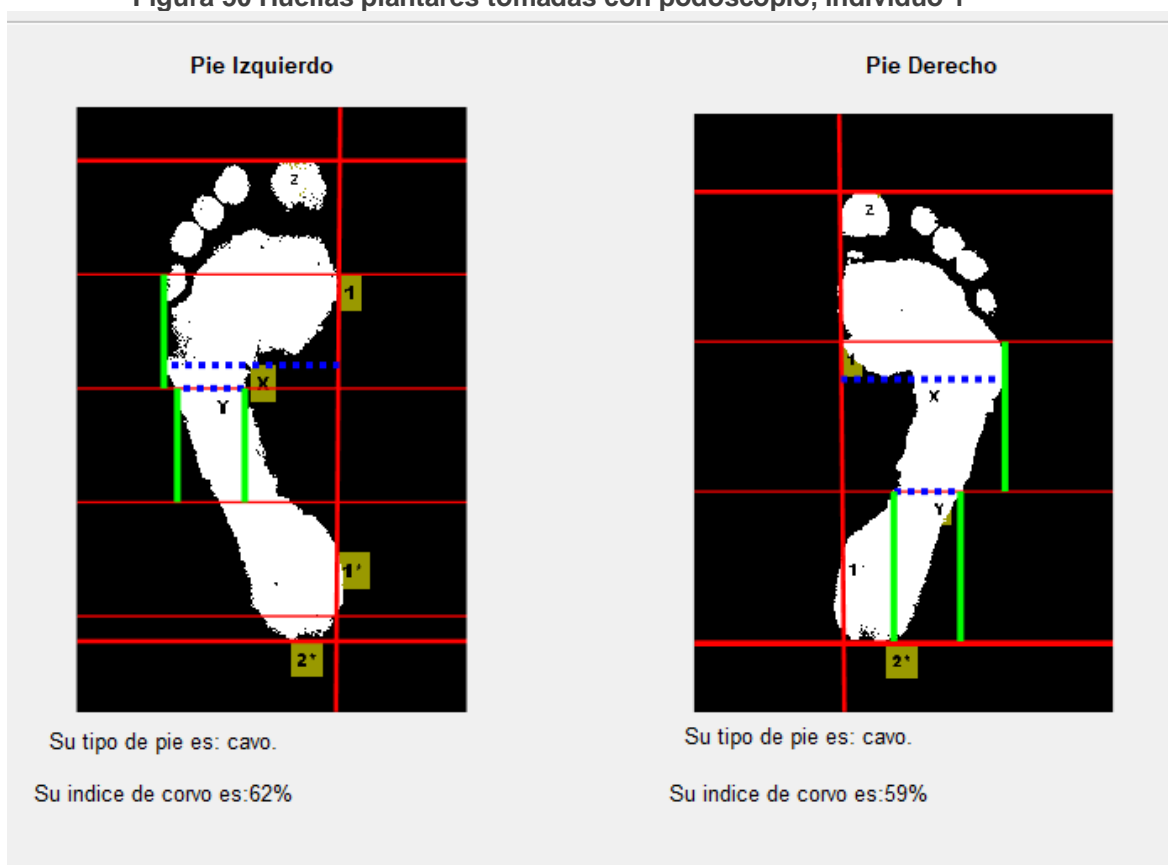 Figura 50 Huellas plantares tomadas con podoscopio, individuo 1
Pie Izquierdo
Pie Derecho
z
z
1
1
X
X
Y
Y
1*
1*
2*
2*
Su tipo de pie es: cavo.
Su tipo de pie es: cavo.
Su indice de corvo es:62%
Su indice de corvo es:59%